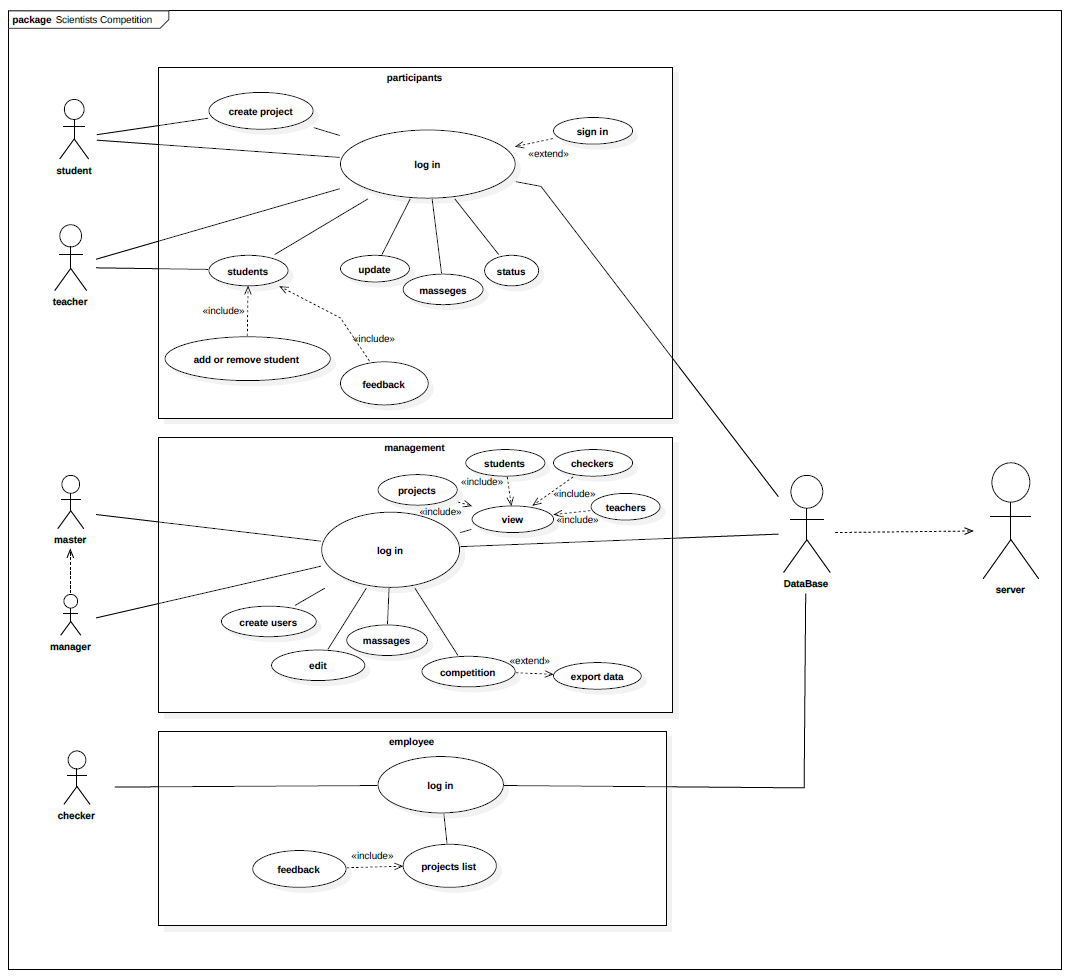 package Scientists Competition
participants
create project
sign in
«extend»
log in
student
teacher
students
update
masseges
status
«include»
«include»
add or remove student
feedback
management
students
checkers
projects
«include»
«include»
teachers
«include»
view
«include»
log in
master
manager
create users
massages
edit
competition
«extend»
export data
DataBase
server
employee
log in
checker
feedback
«include»
projects list